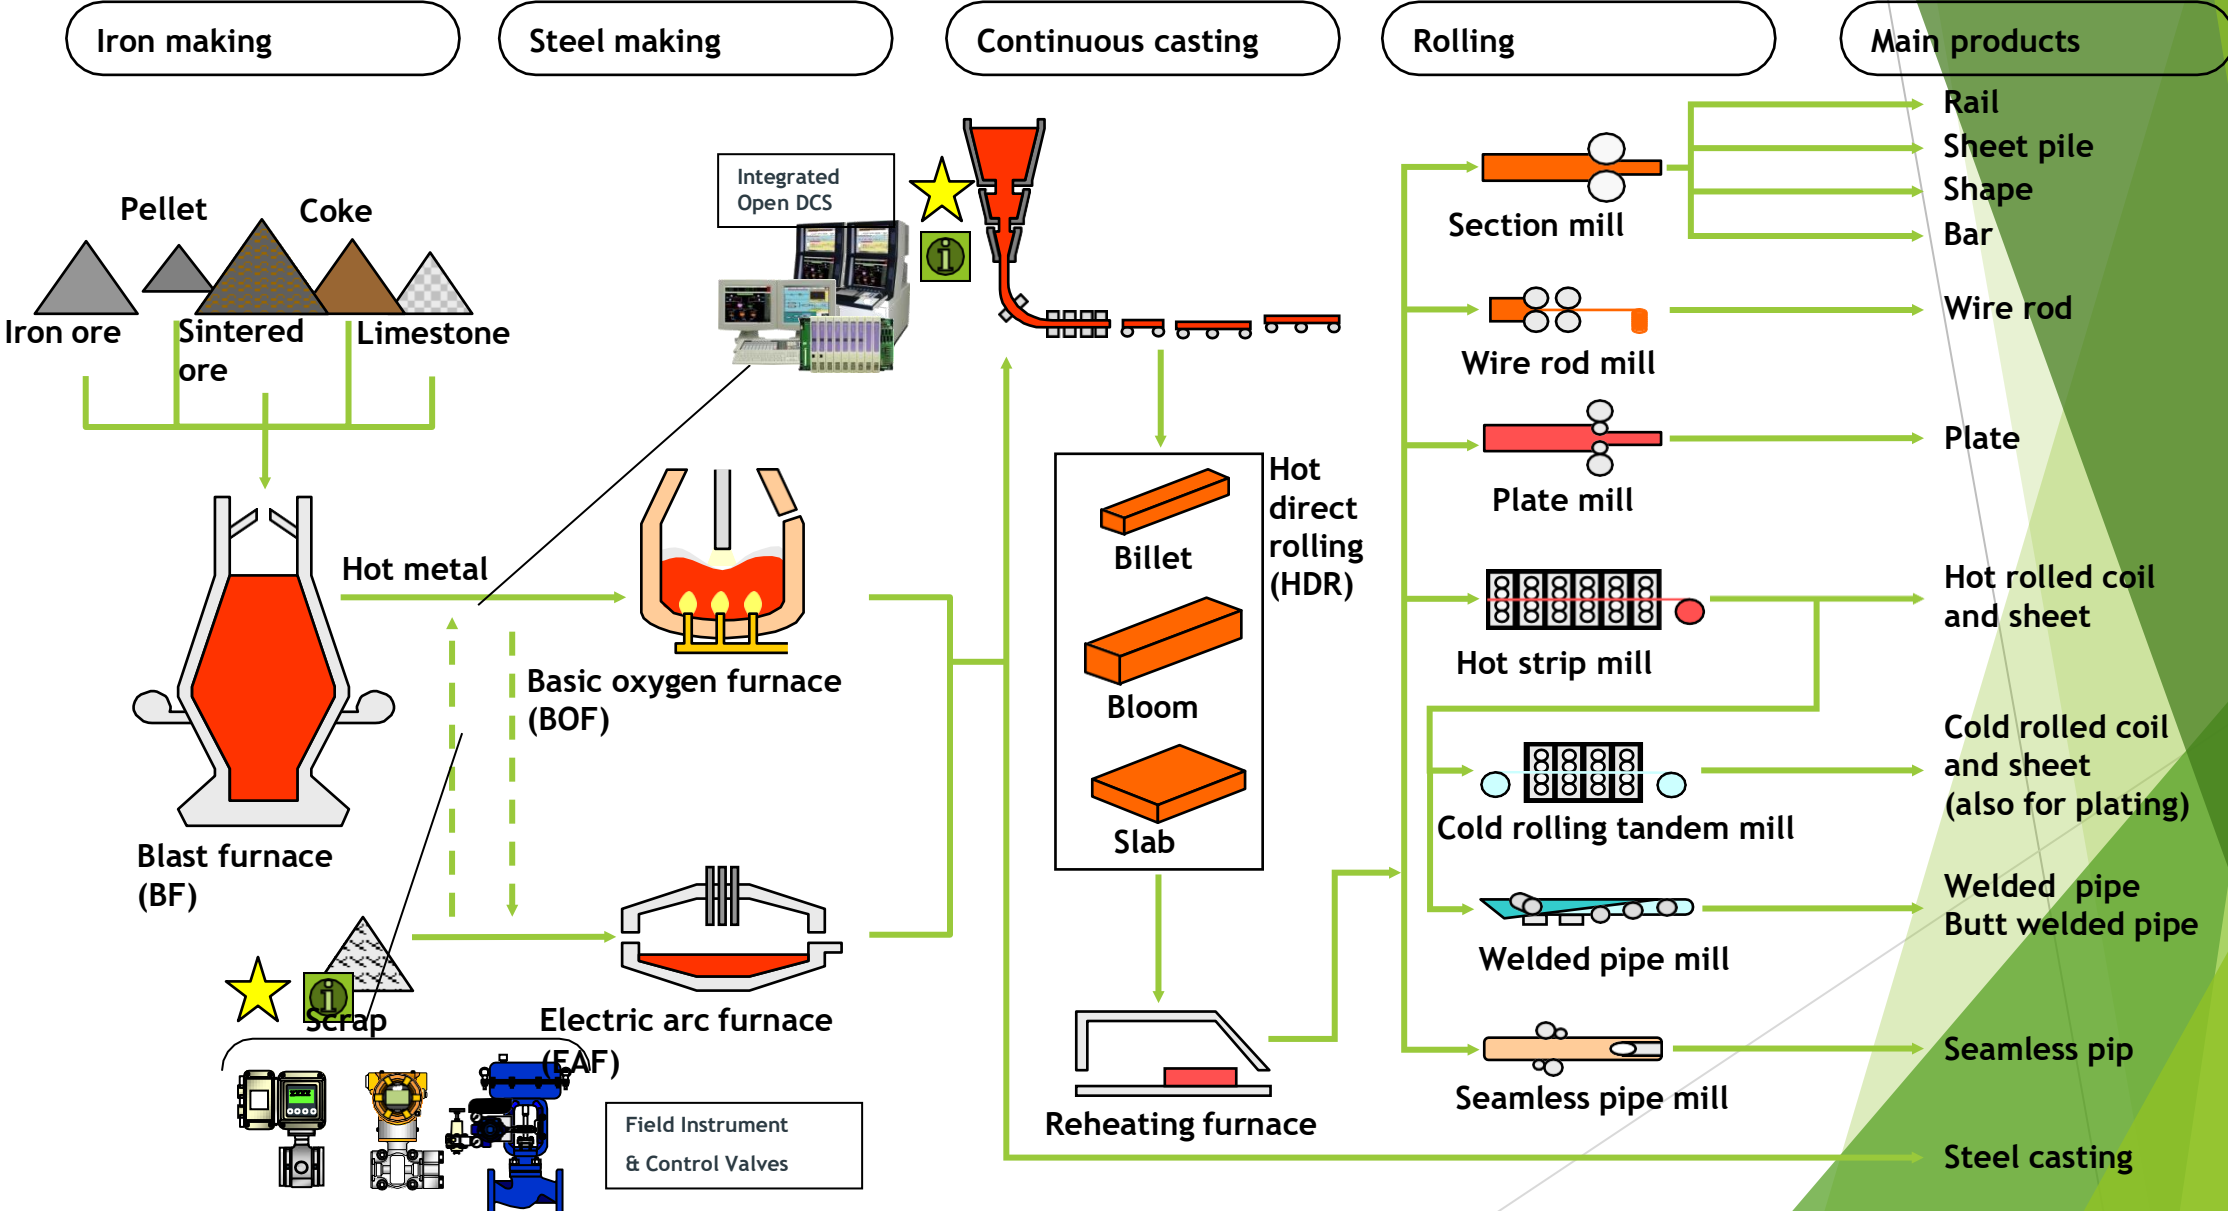 Iron making
Steel making
Continuous casting
Rolling
Main products
Pellet
Coke
Iron ore
Sintered
ore
Limestone
Integrated
Open DCS
Hot metal
Blast furnace
(BF)
Basic oxygen furnace
(BOF)
Scrap
Electric arc furnace
(EAF)
Field Instrument
& Control Valves
Billet
Bloom
Slab
Hot
direct
rolling
(HDR)
Reheating furnace
Section mill
Wire rod mill
Plate mill
Hot strip mill
Cold rolling tandem mill
Welded pipe mill
Seamless pipe mill
Rail
Sheet pile
Shape
Bar
Wire rod
Plate
Hot rolled coil
and sheet
Cold rolled coil
and sheet
(also for plating)
Welded  pipe
Butt welded pipe
Seamless pip
Steel casting